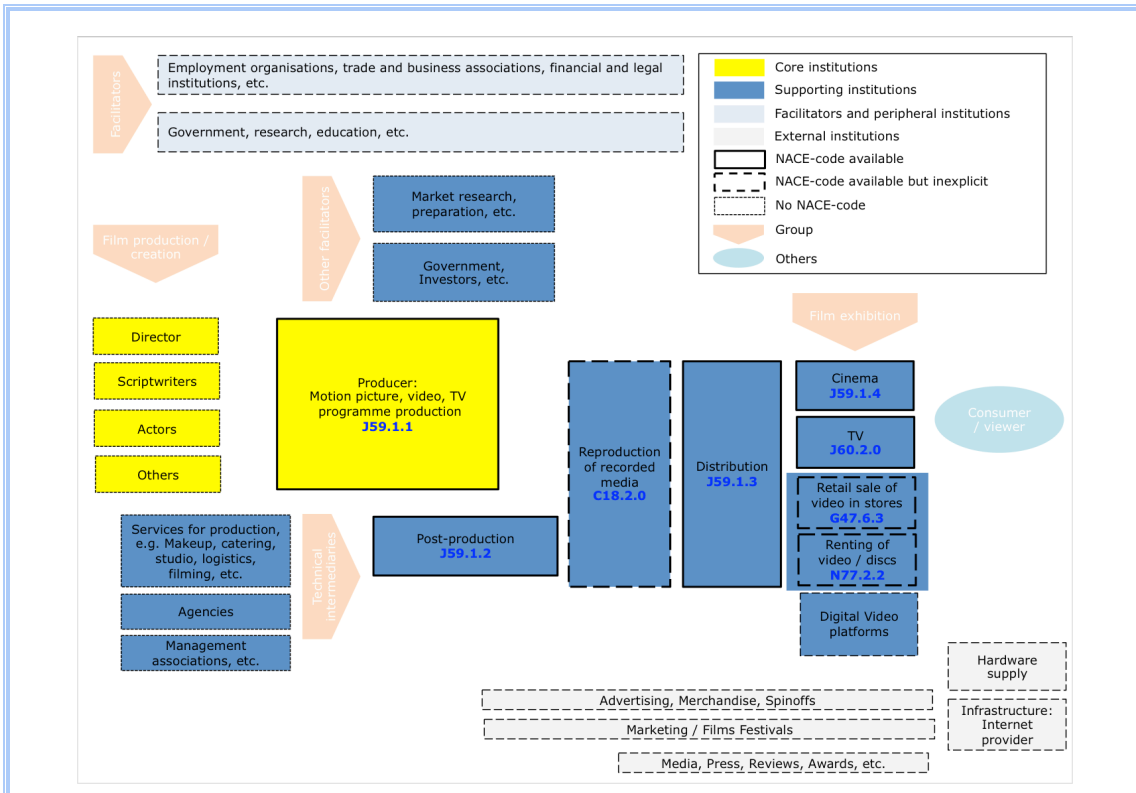 Facilitators
Employment organisations, trade and business associations, financial and legal
institutions, etc.
Government, research, education, etc.
Core institutions
Supporting institutions
Facilitators and peripheral institutions
External institutions
NACE-code available
NACE-code available but inexplicit
No NACE-code
Group
Others
Other facilitators
Market research,
preparation, etc.
Government,
Investors, etc.
Film production /
creation
Director
Scriptwriters
Actors
Others
Producer:
Motion picture, video, TV
programme production
J59.1.1
Services for production,
e.g. Makeup, catering,
studio, logistics,
filming, etc.
Agencies
Management
associations, etc.
Technical
intermediaries
Post-production
J59.1.2
Reproduction
of recorded
media
C18.2.0
Distribution
J59.1.3
Film exhibition
Cinema
J59.1.4
TV
J60.2.0
Retail sale of
video in stores
G47.6.3
Renting of
video / discs
N77.2.2
Digital Video
platforms
Consumer
/ viewer
Hardware
supply
Infrastructure:
Internet
provider
Advertising, Merchandise, Spinoffs
Marketing / Films Festivals
Media, Press, Reviews, Awards, etc.